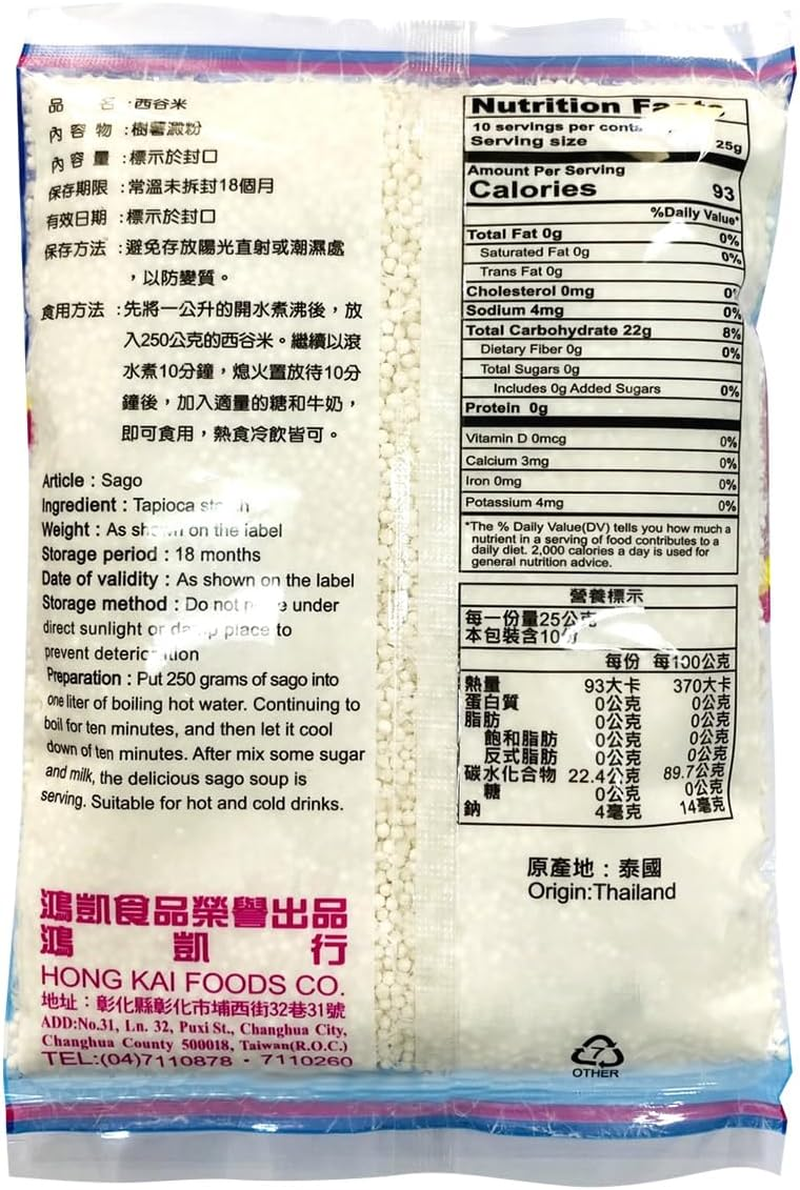 品 名:西谷米
內容物:樹薯澱粉
內容量:標示於封口
保存期限:常溫未拆封18個月
有效日期:標示於封口
保存方法:避免存放陽光直射或潮濕處
,以防變質。
食用方法:先將一公升的開水煮沸後,放
入250公克的西谷米。繼續以滾
水煮10分鐘,熄火置放待10分
鐘後,加入適量的糖和牛奶,
即可食用,熱食冷飲皆可。
Article : Sago
Ingredient : Tapioca
Weight : As on the label
Storage period : 18 months
Date of validity : As shown on the label
Storage method : Do not under
direct sunlight or place to
prevent
Preparation : Put 250 grams of sago into
one liter of boiling hot water. Continuing to
boil for ten minutes, and then let it cool
down of ten minutes. After mix some sugar
and milk, the delicious sago soup is
serving. Suitable for hot and cold drinks.
鴻凱食品榮譽出品
鴻凱行
HONG KAI FOODS CO.
地址:彰化縣彰化市埔西街32巷31號
ADD:No.31, Ln. 32, Puxi St., Changhua City,
Changhua County 500018, Taiwan(R.O.C.)
TEL:(04)7110878 · 7110260
Nutrition
10 servings per
Serving size 25g
Amount Per Serving
Calories 93
%Daily Value*
Total Fat 0g 0%
Saturated Fat 0g 0%
Trans Fat 0g
Cholesterol 0mg
Sodium 4mg 0%
Total Carbohydrate 22g 8%
Dietary Fiber 0g 0%
Total Sugars 0g
Includes 0g Added Sugars 0%
Protein 0g
Vitamin D 0mcg 0%
Calcium 3mg 0%
Iron 0mg 0%
Potassium 4mg 0%
*The % Daily Value(DV) tells you how much a
nutrient in a serving of food contributes to a
daily diet. 2,000 calories a day is used for
general nutrition advice.
營養標示
每一份量25公克
本包裝含10份
每份 每100公克
熱量 93大卡 370大卡
蛋白質 0公克 0公克
脂肪 0公克 0公克
飽和脂肪 0公克 0公克
反式脂肪 0公克 0公克
碳水化合物 22.4公克 89.7公克
糖 0公克 0公克
鈉 4毫克 14毫克
原產地:泰國
Origin:Thailand
7
OTHER